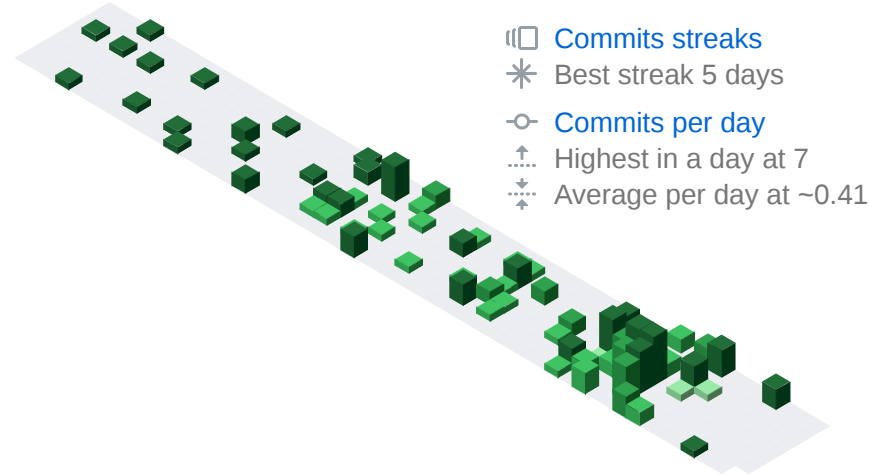 Commits streaks
Best streak 5 days
Commits per day
Highest in a day at 7
Average per day at ~0.41